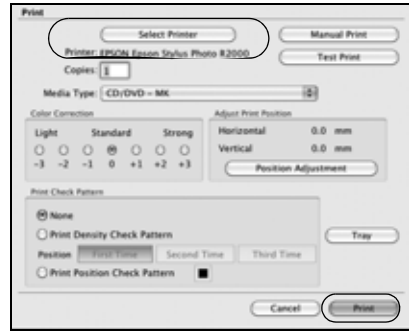 Print
Select Printer Manual Print
Printer: EPSON Epson Stylus Photo R2000 Test Print
Copies: 1
Media Type: CD/DVD – MK
Color Correction Adjust Print Position
Light Standard Strong Horizontal 0.0 mm
-3 -2 -1 0 +1 +2 +3 Vertical 0.0 mm
Position Adjustment
Print Check Pattern
None
Print Density Check Pattern Tray
Position First Time Second Time Third Time
Print Position Check Pattern
Cancel Print